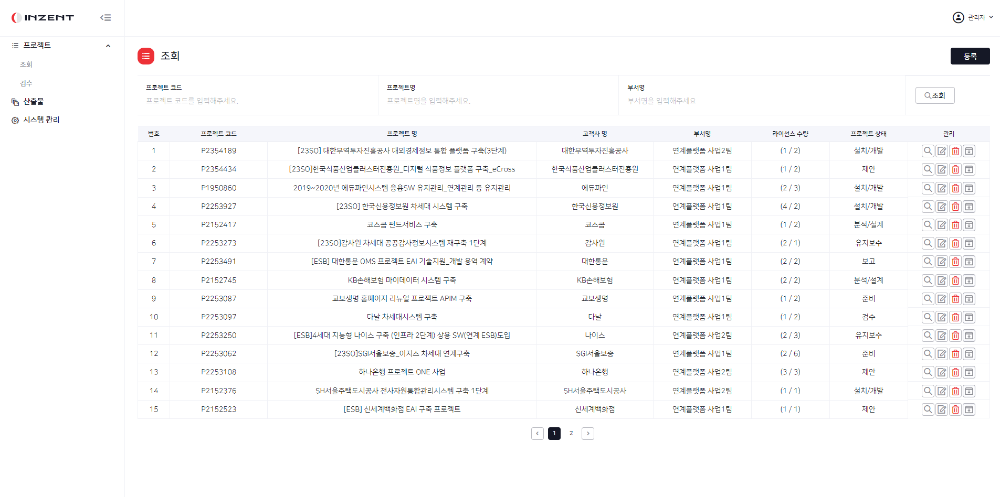 INZENT
관리자
프로젝트
조회
검수
산출물
시스템 관리
조회
등록
프로젝트 코드
프로젝트 코드를 입력해주세요.
프로젝트명
프로젝트명을 입력해주세요.
부서명
부서명을 입력해주세요
조회
번호 프로젝트 코드 프로젝트 명 고객사 명 부서명 라이선스 수량 프로젝트 상태 관리
1 P2354189 [23SO] 대한무역투자진흥공사 대외경제정보 통합 플랫폼 구축(3단계) 대한무역투자진흥공사 연계플랫폼 사업2팀 (1 / 2) 설치/개발
2 P2354434 [23SO]한국식품산업클러스터진흥원_디지털 식품정보 플랫폼 구축_eCross 한국식품산업클러스터진흥원 연계플랫폼 사업1팀 (1 / 2) 제안
3 P1950860 2019~2020년 에듀파인시스템 응용SW 유지관리_연계관리 등 유지관리 에듀파인 연계플랫폼 사업1팀 (2 / 3) 설치/개발
4 P2253927 [23SO] 한국신용정보원 차세대 시스템 구축 한국신용정보원 연계플랫폼 사업1팀 (4 / 2) 설치/개발
5 P2152417 코스콤 펀드서비스 구축 코스콤 연계플랫폼 사업1팀 (1 / 2) 분석/설계
6 P2253273 [23SO]감사원 차세대 공공감사정보시스템 재구축 1단계 감사원 연계플랫폼 사업1팀 (2 / 1) 유지보수
7 P2253491 [ESB] 대한통운 OMS 프로젝트 EAI 기술지원_개발 용역 계약 대한통운 연계플랫폼 사업1팀 (2 / 2) 보고
8 P2152745 KB손해보험 마이데이터 시스템 구축 KB손해보험 연계플랫폼 사업1팀 (2 / 2) 분석/설계
9 P2253087 교보생명 홈페이지 리뉴얼 프로젝트 APIM 구축 교보생명 연계플랫폼 사업1팀 (1 / 2) 준비
10 P2253097 다날 차세대시스템 구축 다날 연계플랫폼 사업1팀 (1 / 2) 검수
11 P2253250 [ESB]4세대 지능형 나이스 구축 (인프라 2단계) 상용 SW(연계 ESB)도입 나이스 연계플랫폼 사업2팀 (2 / 3) 유지보수
12 P2253062 [23SO]SGI서울보증_이지스 차세대 연계구축 SGI서울보증 연계플랫폼 사업1팀 (2 / 6) 준비
13 P2253108 하나은행 프로젝트 ONE 사업 하나은행 연계플랫폼 사업2팀 (3 / 3) 제안
14 P2152376 SH서울주택도시공사 전사자원통합관리시스템 구축 1단계 SH서울주택도시공사 연계플랫폼 사업2팀 (1 / 1) 설치/개발
15 P2152523 [ESB] 신세계백화점 EAI 구축 프로젝트 신세계백화점 연계플랫폼 사업1팀 (1 / 1) 제안
1 2